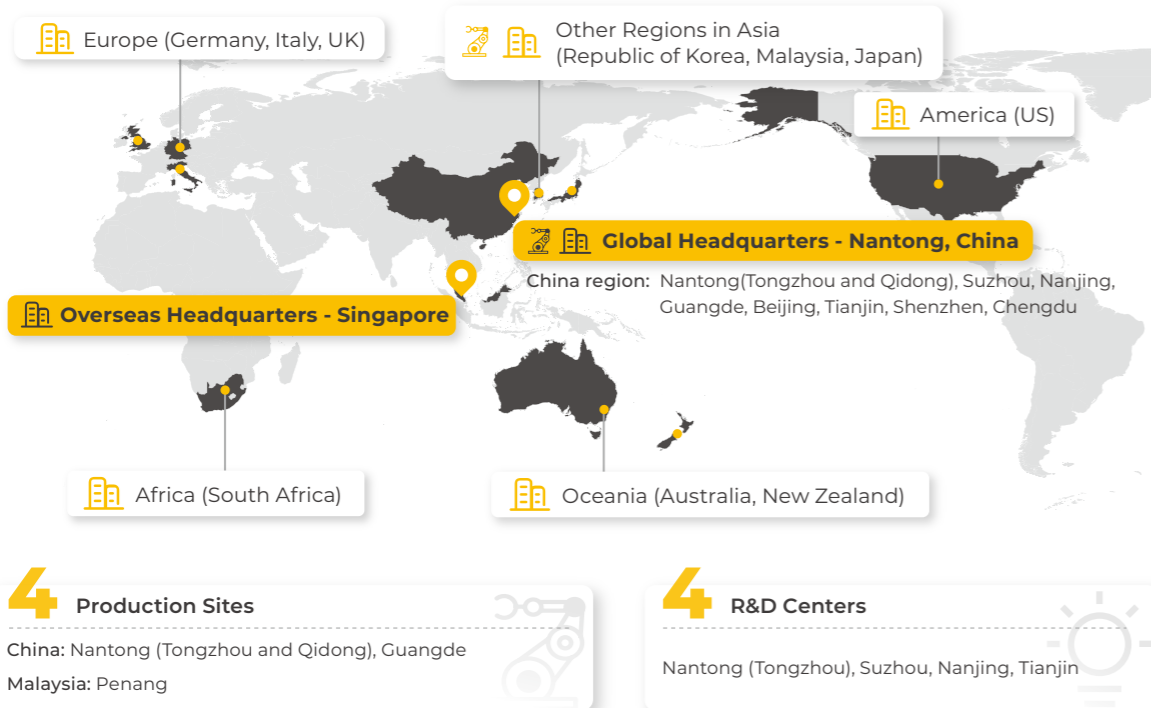 Europe (Germany, Italy, UK)
Other Regions in Asia
(Republic of Korea, Malaysia, Japan)
America (US)
Global Headquarters - Nantong, China
China region: Nantong(Tongzhou and Qidong), Suzhou, Nanjing,
Guangde, Beijing, Tianjin, Shenzhen, Chengdu
Overseas Headquarters - Singapore
Africa (South Africa)
Oceania (Australia, New Zealand)
4 Production Sites
China: Nantong (Tongzhou and Qidong), Guangde
Malaysia: Penang
4 R&D Centers
Nantong (Tongzhou), Suzhou, Nanjing, Tianjin